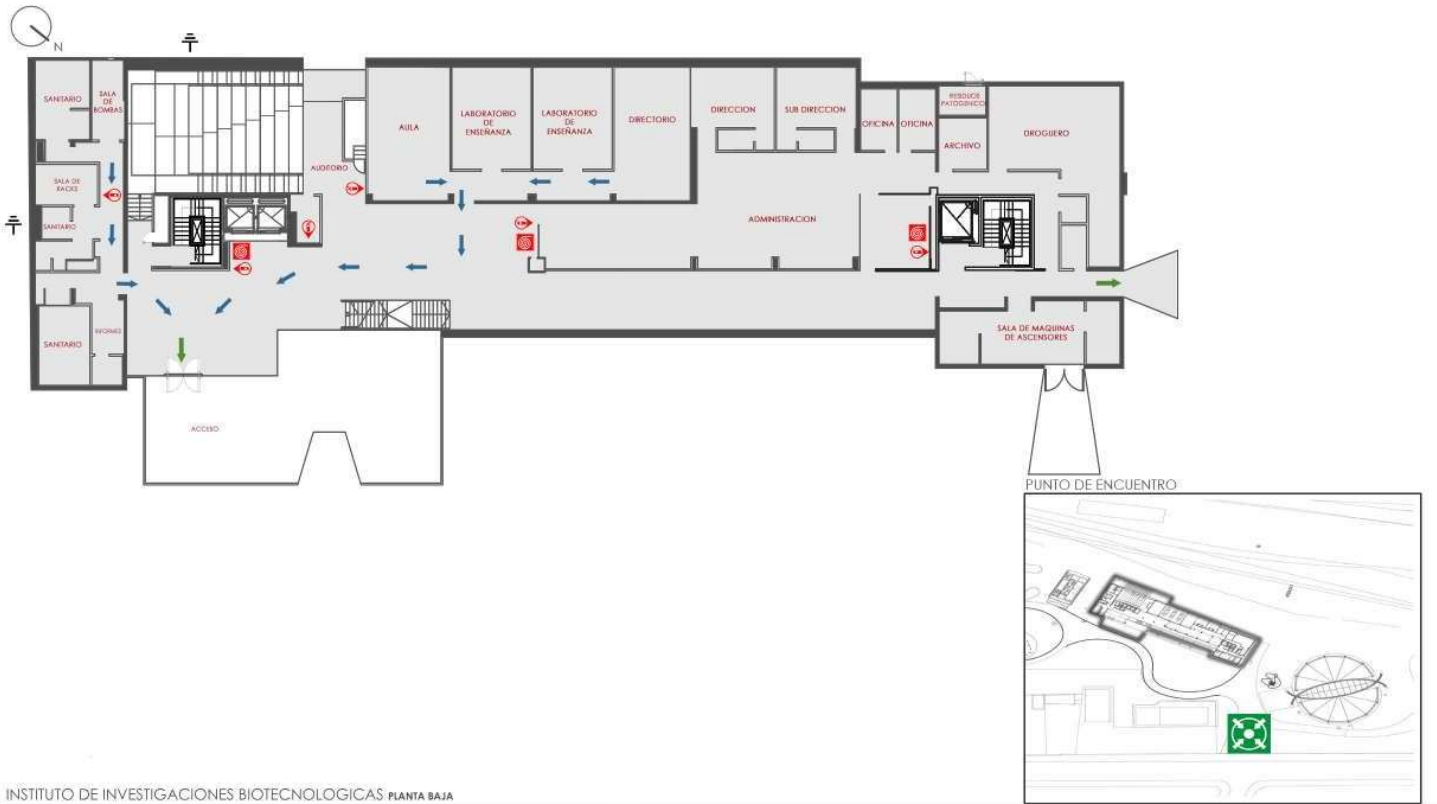 N
SANITARIO
SALA
DE
BOMBAS
SALA DE
RACKS
SANITARIO
SANITARIO
INFORMES
AUDITORIO
AULA
LABORATORIO
DE
ENSEÑANZA
LABORATORIO
DE
ENSEÑANZA
DIRECTORIO
DIRECCION
SUB DIRECCION
OFICINA
OFICINA
RESIDUOS
PATOGENICO
ARCHIVO
DROGUERO
ADMINISTRACION
SALA DE MAQUINAS
DE ASCENSORES
ACCESO
PUNTO DE ENCUENTRO
INSTITUTO DE INVESTIGACIONES BIOTECNOLOGICAS PLANTA BAJA